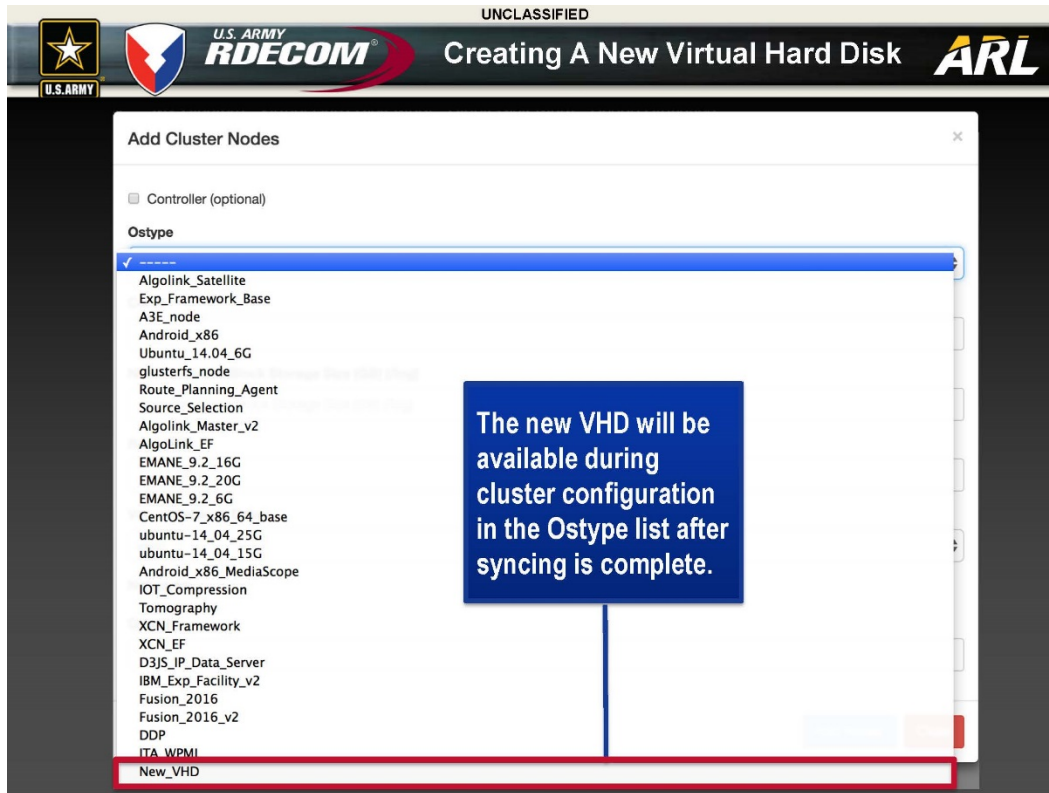 UNCLASSIFIED
U.S. ARMY
RDECOM®
Creating A New Virtual Hard Disk
ARL
U.S.ARMY
Add Cluster Nodes
×
Controller (optional)
Ostype
✓ -----
Algolink_Satellite
Exp_Framework_Base
A3E_node
Android_x86
Ubuntu_14.04_6G
glusterfs_node
Route_Planning_Agent
Source_Selection
Algolink_Master_v2
AlgoLink_EF
EMANE_9.2_16G
EMANE_9.2_20G
EMANE_9.2_6G
CentOS-7_x86_64_base
ubuntu-14_04_25G
ubuntu-14_04_15G
Android_x86_MediaScope
IOT_Compression
Tomography
XCN_Framework
XCN_EF
D3JS_IP_Data_Server
IBM_Exp_Facility_v2
Fusion_2016
Fusion_2016_v2
DDP
ITA_WPMI
New_VHD
The new VHD will be
available during
cluster configuration
in the Ostype list after
syncing is complete.